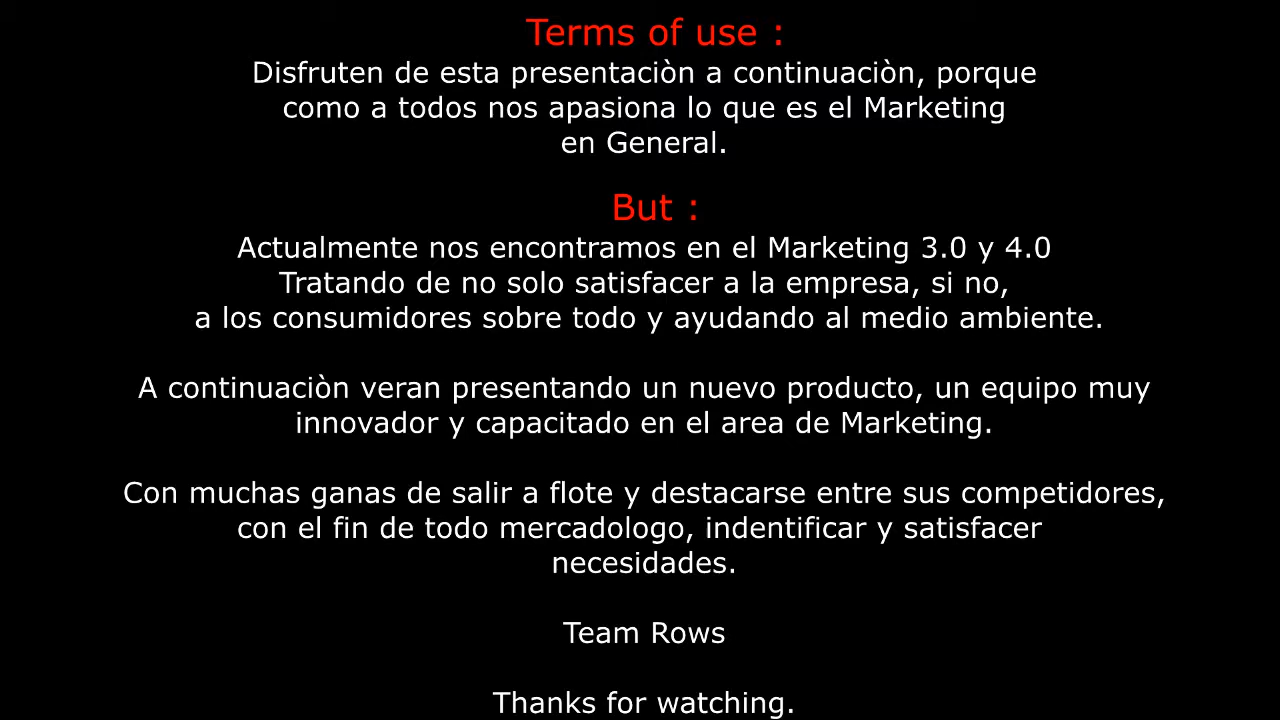 Terms of use :
Disfruten de esta presentaciòn a continuaciòn, porque
como a todos nos apasiona lo que es el Marketing
en General.
But :
Actualmente nos encontramos en el Marketing 3.0 y 4.0
Tratando de no solo satisfacer a la empresa, si no,
a los consumidores sobre todo y ayudando al medio ambiente.
A continuaciòn veran presentando un nuevo producto, un equipo muy
innovador y capacitado en el area de Marketing.
Con muchas ganas de salir a flote y destacarse entre sus competidores,
con el fin de todo mercadologo, indentificar y satisfacer
necesidades.
Team Rows
Thanks for watching.